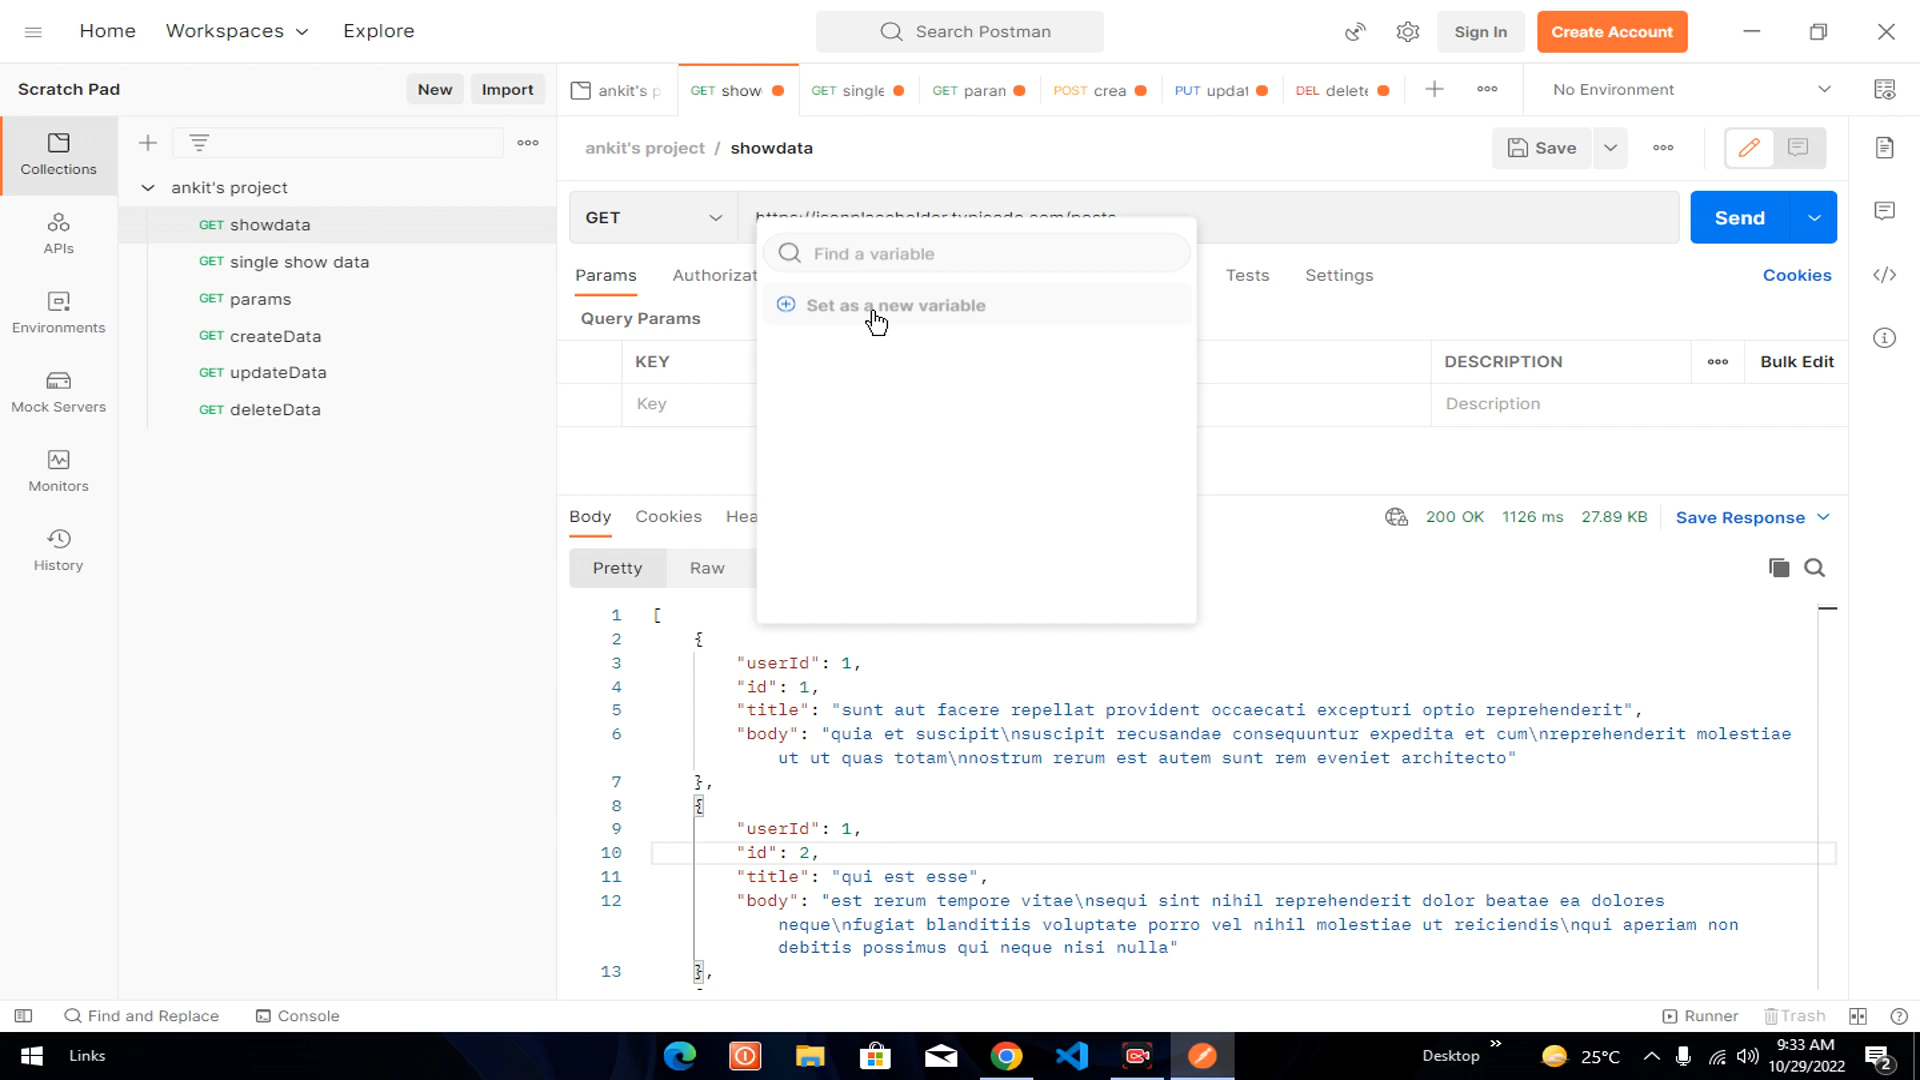 Home
Workspaces
Explore
Search Postman
Sign In
Create Account
Scratch Pad
New
Import
ankit's p
GET show
GET single
GET paran
POST crea
PUT updat
DEL delete
No Environment
Collections
APIs
Environments
Mock Servers
Monitors
History
ankit's project
GET showdata
GET single show data
GET params
GET createData
GET updateData
GET deleteData
ankit's project / showdata
Save
GET
https://jsonplaceholder.typicode.com/posts
Send
Find a variable
Set as a new variable
Params
Authorizat
Tests
Settings
Cookies
Query Params
KEY
DESCRIPTION
Bulk Edit
Key
Description
Body
Cookies
Hea
200 OK
1126 ms
27.89 KB
Save Response
Pretty
Raw
1 [
2 {
3 "userId": 1,
4 "id": 1,
5 "title": "sunt aut facere repellat provident occaecati excepturi optio reprehenderit",
6 "body": "quia et suscipit\nsuscipit recusandae consequuntur expedita et cum\nreprehenderit molestiae
ut ut quas totam\nnostrum rerum est autem sunt rem eveniet architecto"
7 },
8 {
9 "userId": 1,
10 "id": 2,
11 "title": "qui est esse",
12 "body": "est rerum tempore vitae\nsequi sint nihil reprehenderit dolor beatae ea dolores
neque\nfugiat blanditiis voluptate porro vel nihil molestiae ut reiciendis\nqui aperiam non
debitis possimus qui neque nisi nulla"
13 },
Find and Replace
Console
Runner
Trash
Links
Desktop
25°C
9:33 AM
10/29/2022
2